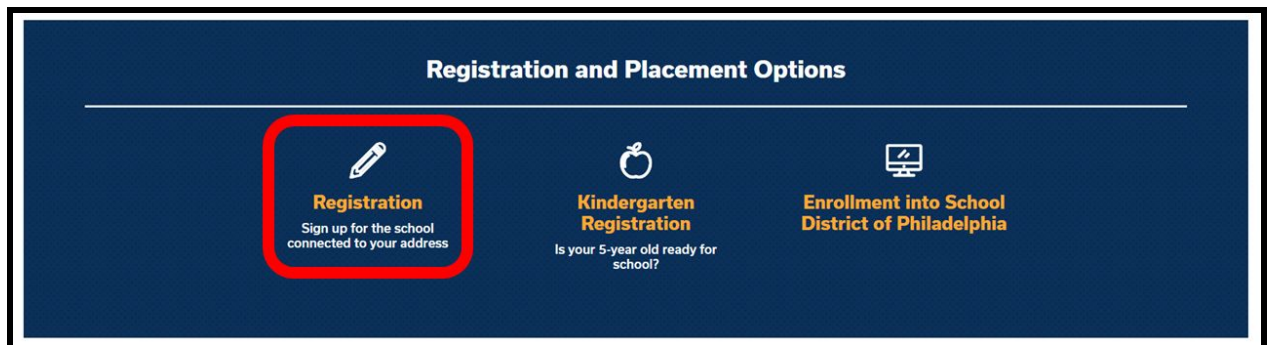 Registration and Placement Options
Registration
Sign up for the school
connected to your address
Kindergarten
Registration
Is your 5-year old ready for
school?
Enrollment into School
District of Philadelphia